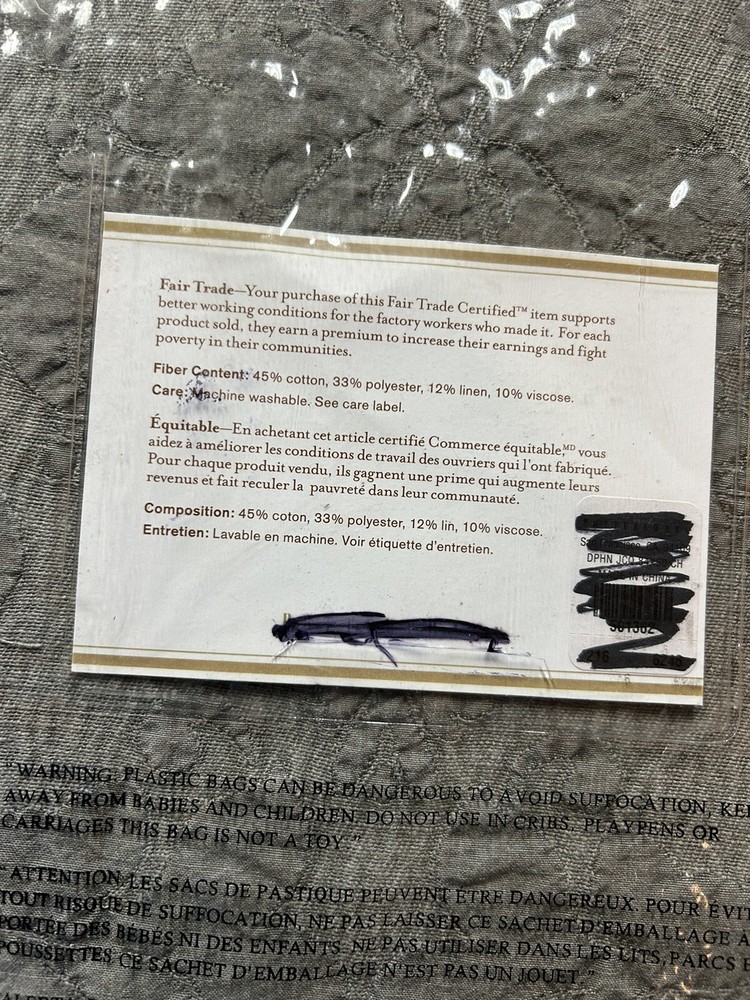 Fair Trade—Your purchase of this Fair Trade Certified™ item supports
better working conditions for the factory workers who made it. For each
product sold, they earn a premium to increase their earnings and fight
poverty in their communities.
Fiber Content: 45% cotton, 33% polyester, 12% linen, 10% viscose.
Care: Machine washable. See care label.
Équitable—En achetant cet article certifié Commerce équitable,ᴹᴰ vous
aidez à améliorer les conditions de travail des ouvriers qui l'ont fabriqué.
Pour chaque produit vendu, ils gagnent une prime qui augmente leurs
revenus et fait reculer la pauvreté dans leur communauté.
Composition: 45% coton, 33% polyester, 12% lin, 10% viscose.
Entretien: Lavable en machine. Voir étiquette d'entretien.
DPHN JCQ
IN CHINA
"WARNING: PLASTIC BAGS CAN BE DANGEROUS TO AVOID SUFFOCATION,
AWAY FROM BABIES AND CHILDREN. DO NOT USE IN CRIBS, PLAYPENS OR
CARRIAGES THIS BAG IS NOT A TOY."
"ATTENTION:LES SACS DE PASTIQUE PEUVENT ÊTRE DANGEREUX. POUR
TOUT RISQUE DE SUFFOCATION, NE PAS LAISSER CE SACHET D'EMBALLAGE
PORTÉE DES BÉBÉS NI DES ENFANTS. NE PAS UTILISER DANS LES LITS, PARCS
POUSSETTES CE SACHET D'EMBALLAGE N'EST PAS UN JOUET."